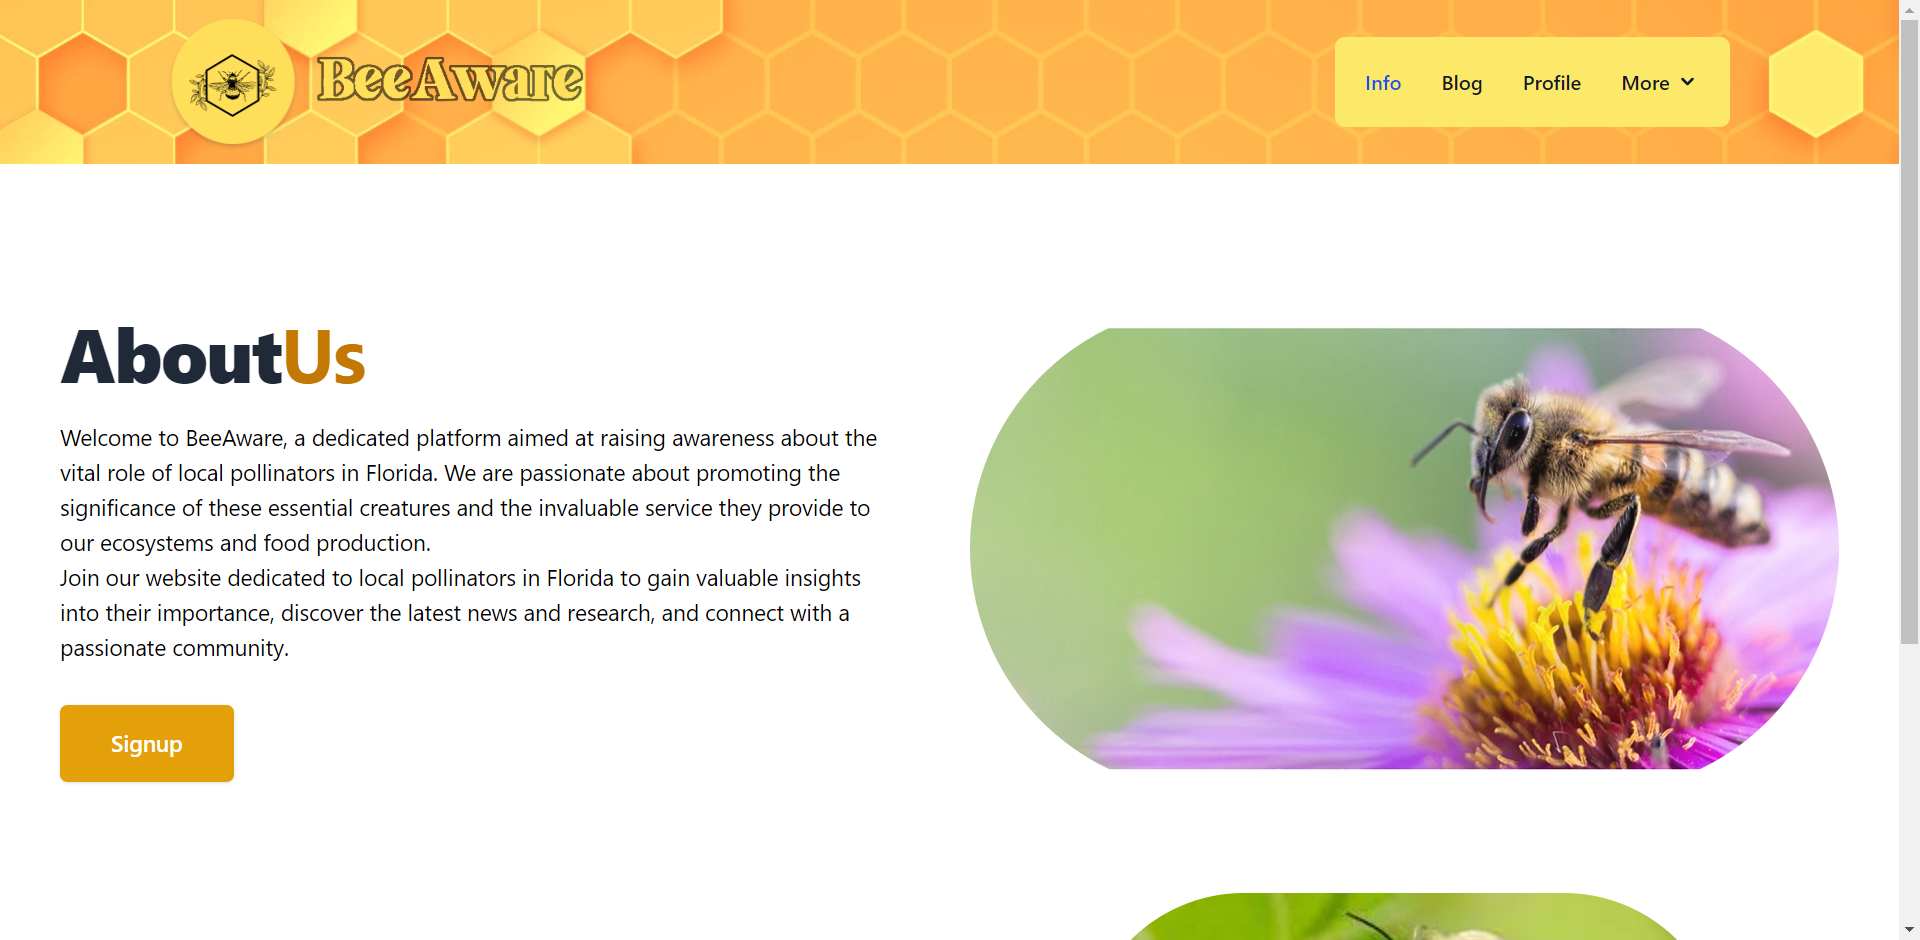 BeeAware
Info Blog Profile More
AboutUs
Welcome to BeeAware, a dedicated platform aimed at raising awareness about the
vital role of local pollinators in Florida. We are passionate about promoting the
significance of these essential creatures and the invaluable service they provide to
our ecosystems and food production.
Join our website dedicated to local pollinators in Florida to gain valuable insights
into their importance, discover the latest news and research, and connect with a
passionate community.
Signup